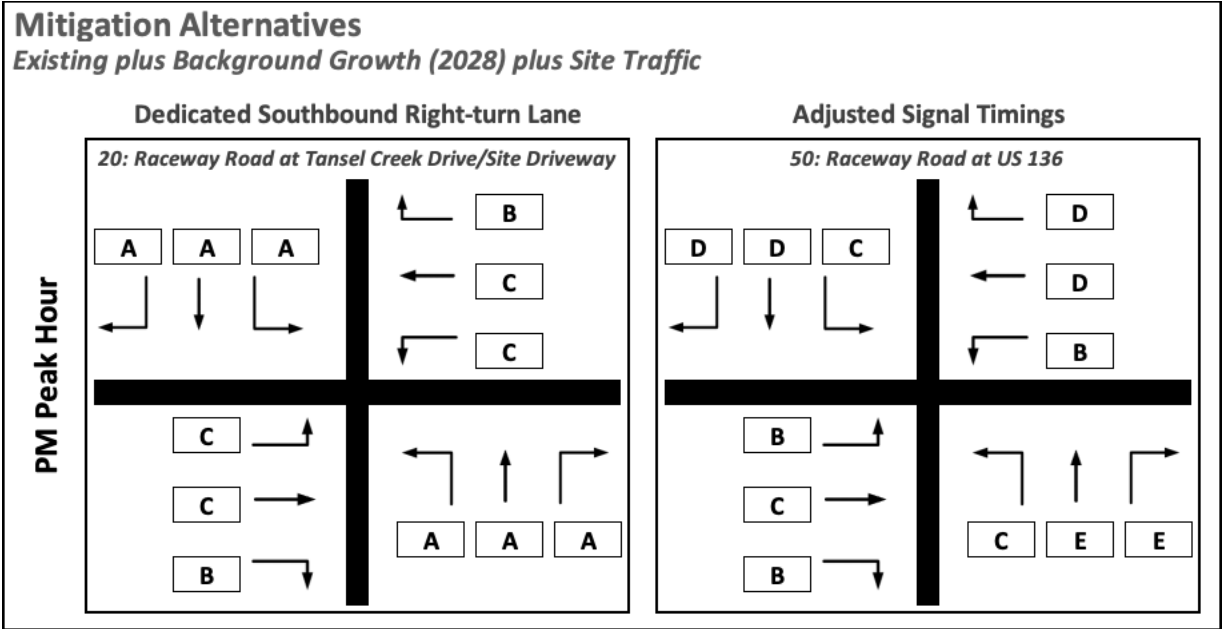 Mitigation Alternatives
Existing plus Background Growth (2028) plus Site Traffic
PM Peak Hour
Dedicated Southbound Right-turn Lane
20: Raceway Road at Tansel Creek Drive/Site Driveway
B
A A A
C
C
C
C
A A A
B
Adjusted Signal Timings
50: Raceway Road at US 136
D
D D C
D
B
B
C
C E E
B